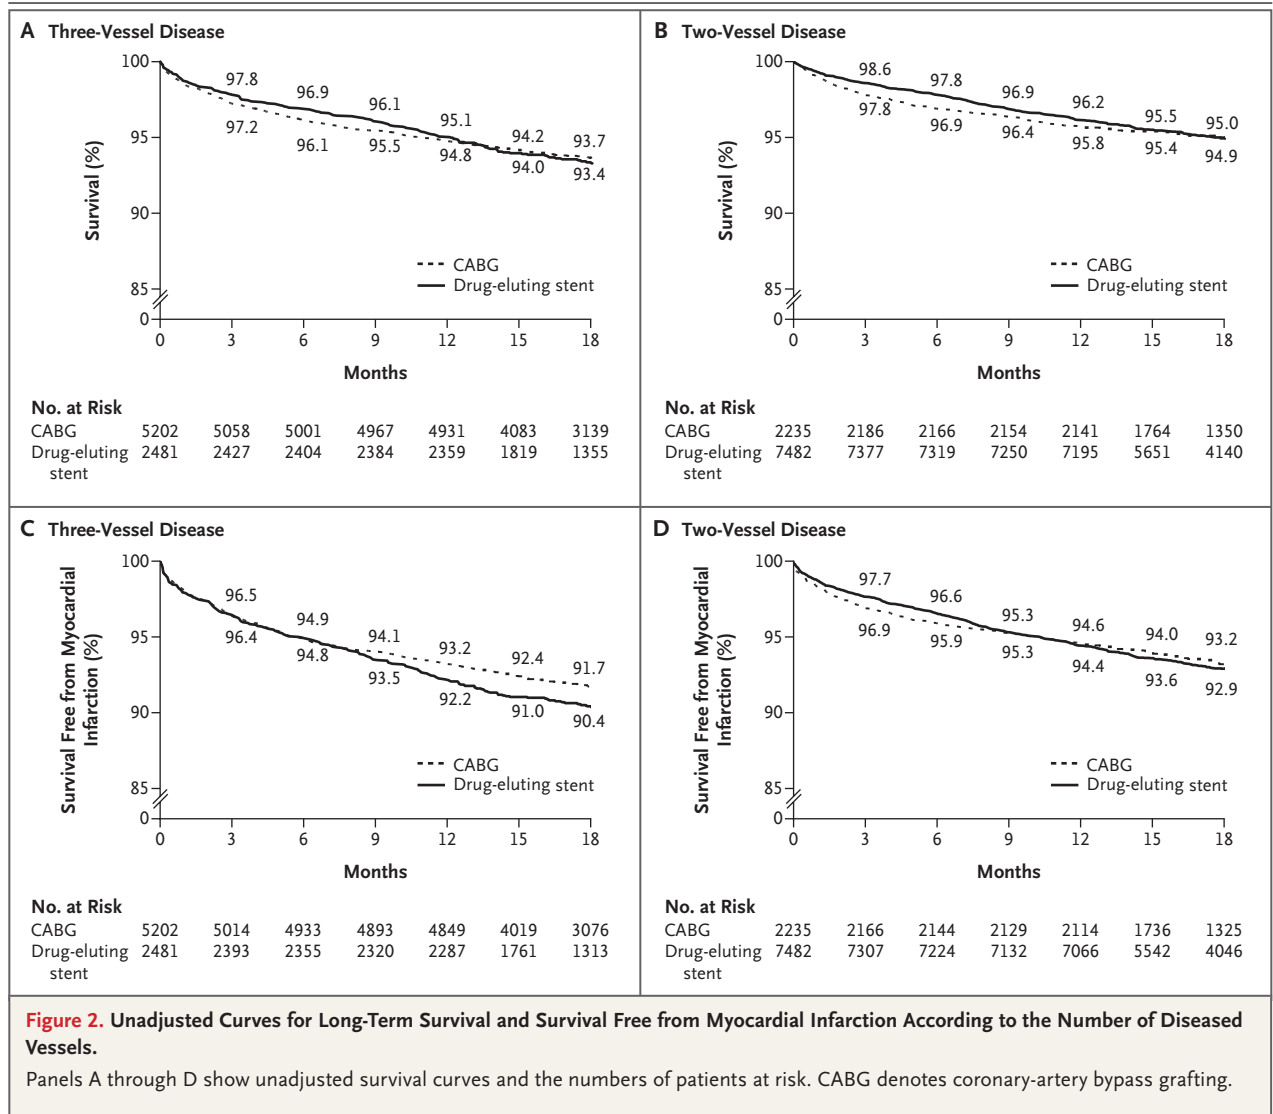 A Three-Vessel Disease
Survival (%)
100
95
90
85
0
97.8
96.9
96.1
95.1
94.2
93.7
97.2
96.1
95.5
94.8
94.0
93.4
CABG
Drug-eluting stent
0 3 6 9 12 15 18
Months
No. at Risk
CABG 5202 5058 5001 4967 4931 4083 3139
Drug-eluting 2481 2427 2404 2384 2359 1819 1355
stent
B Two-Vessel Disease
Survival (%)
100
95
90
85
0
98.6
97.8
96.9
96.2
95.5
95.0
97.8
96.9
96.4
95.8
95.4
94.9
CABG
Drug-eluting stent
0 3 6 9 12 15 18
Months
No. at Risk
CABG 2235 2186 2166 2154 2141 1764 1350
Drug-eluting 7482 7377 7319 7250 7195 5651 4140
stent
C Three-Vessel Disease
Survival Free from Myocardial
Infarction (%)
100
95
90
85
0
96.5
94.9
94.1
93.2
92.4
91.7
96.4
94.8
93.5
92.2
91.0
90.4
CABG
Drug-eluting stent
0 3 6 9 12 15 18
Months
No. at Risk
CABG 5202 5014 4933 4893 4849 4019 3076
Drug-eluting 2481 2393 2355 2320 2287 1761 1313
stent
D Two-Vessel Disease
Survival Free from Myocardial
Infarction (%)
100
95
90
85
0
97.7
96.6
95.3
94.6
94.0
93.2
96.9
95.9
95.3
94.4
93.6
92.9
CABG
Drug-eluting stent
0 3 6 9 12 15 18
Months
No. at Risk
CABG 2235 2166 2144 2129 2114 1736 1325
Drug-eluting 7482 7307 7224 7132 7066 5542 4046
stent
Figure 2. Unadjusted Curves for Long-Term Survival and Survival Free from Myocardial Infarction According to the Number of Diseased
Vessels.
Panels A through D show unadjusted survival curves and the numbers of patients at risk. CABG denotes coronary-artery bypass grafting.